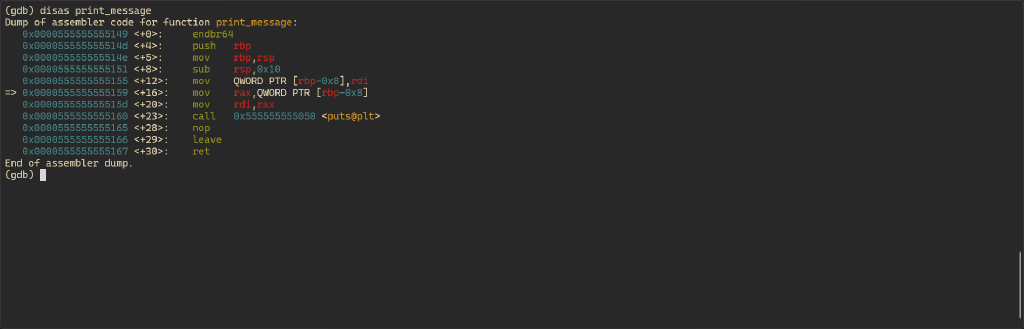 (gdb) disas print_message
Dump of assembler code for function print_message:
   0x0000555555555149 <+0>:     endbr64
   0x000055555555514d <+4>:     push   rbp
   0x000055555555514e <+5>:     mov    rbp,rsp
   0x0000555555555151 <+8>:     sub    rsp,0x10
   0x0000555555555155 <+12>:    mov    QWORD PTR [rbp-0x8],rdi
=> 0x0000555555555159 <+16>:    mov    rax,QWORD PTR [rbp-0x8]
   0x000055555555515d <+20>:    mov    rdi,rax
   0x0000555555555160 <+23>:    call   0x555555555050 <puts@plt>
   0x0000555555555165 <+28>:    nop
   0x0000555555555166 <+29>:    leave
   0x0000555555555167 <+30>:    ret
End of assembler dump.
(gdb)